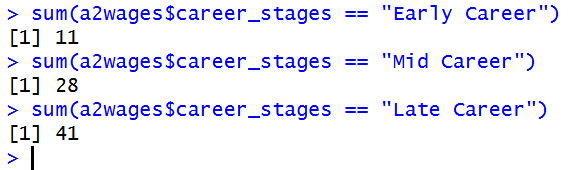 > sum(a2wages$career_stages == "Early Career")
[1] 11
> sum(a2wages$career_stages == "Mid Career")
[1] 28
> sum(a2wages$career_stages == "Late Career")
[1] 41
>